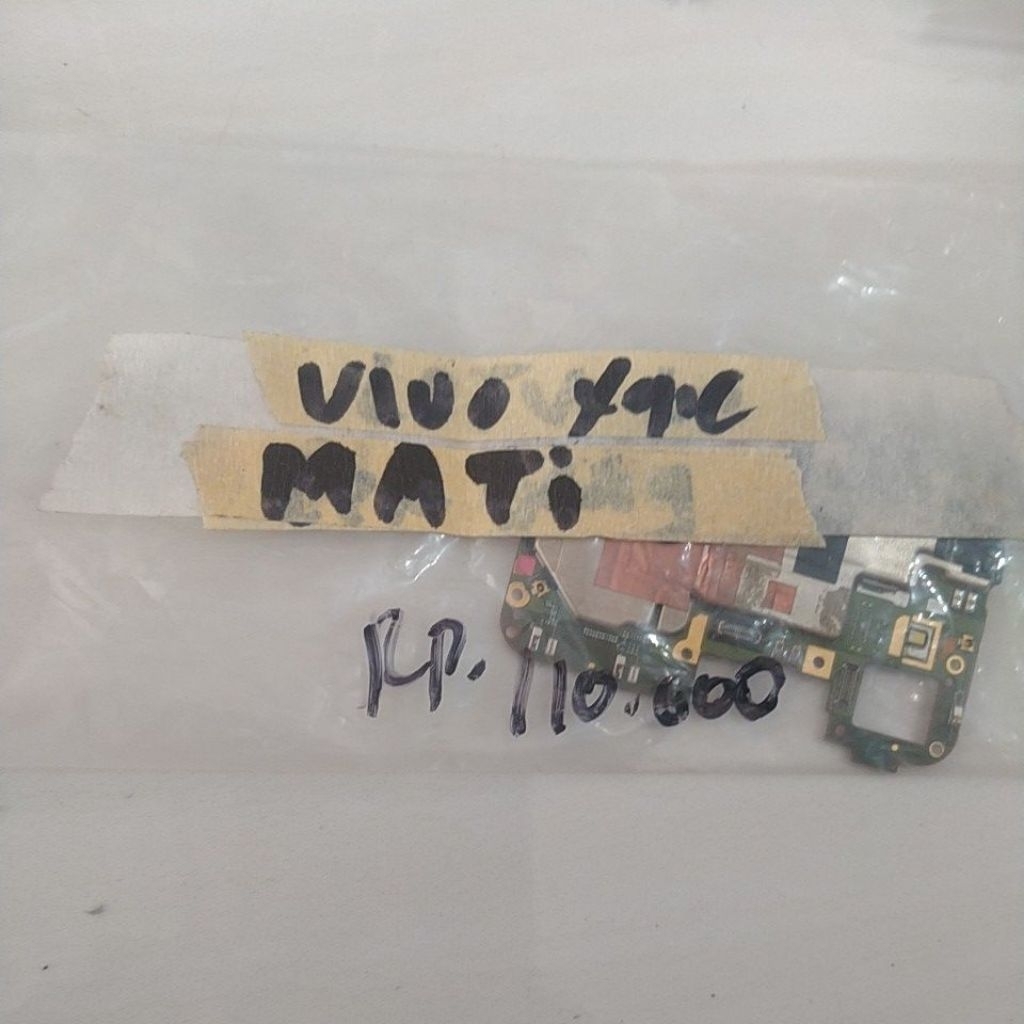 VIVO Y91C
MATi
RP. 110.000